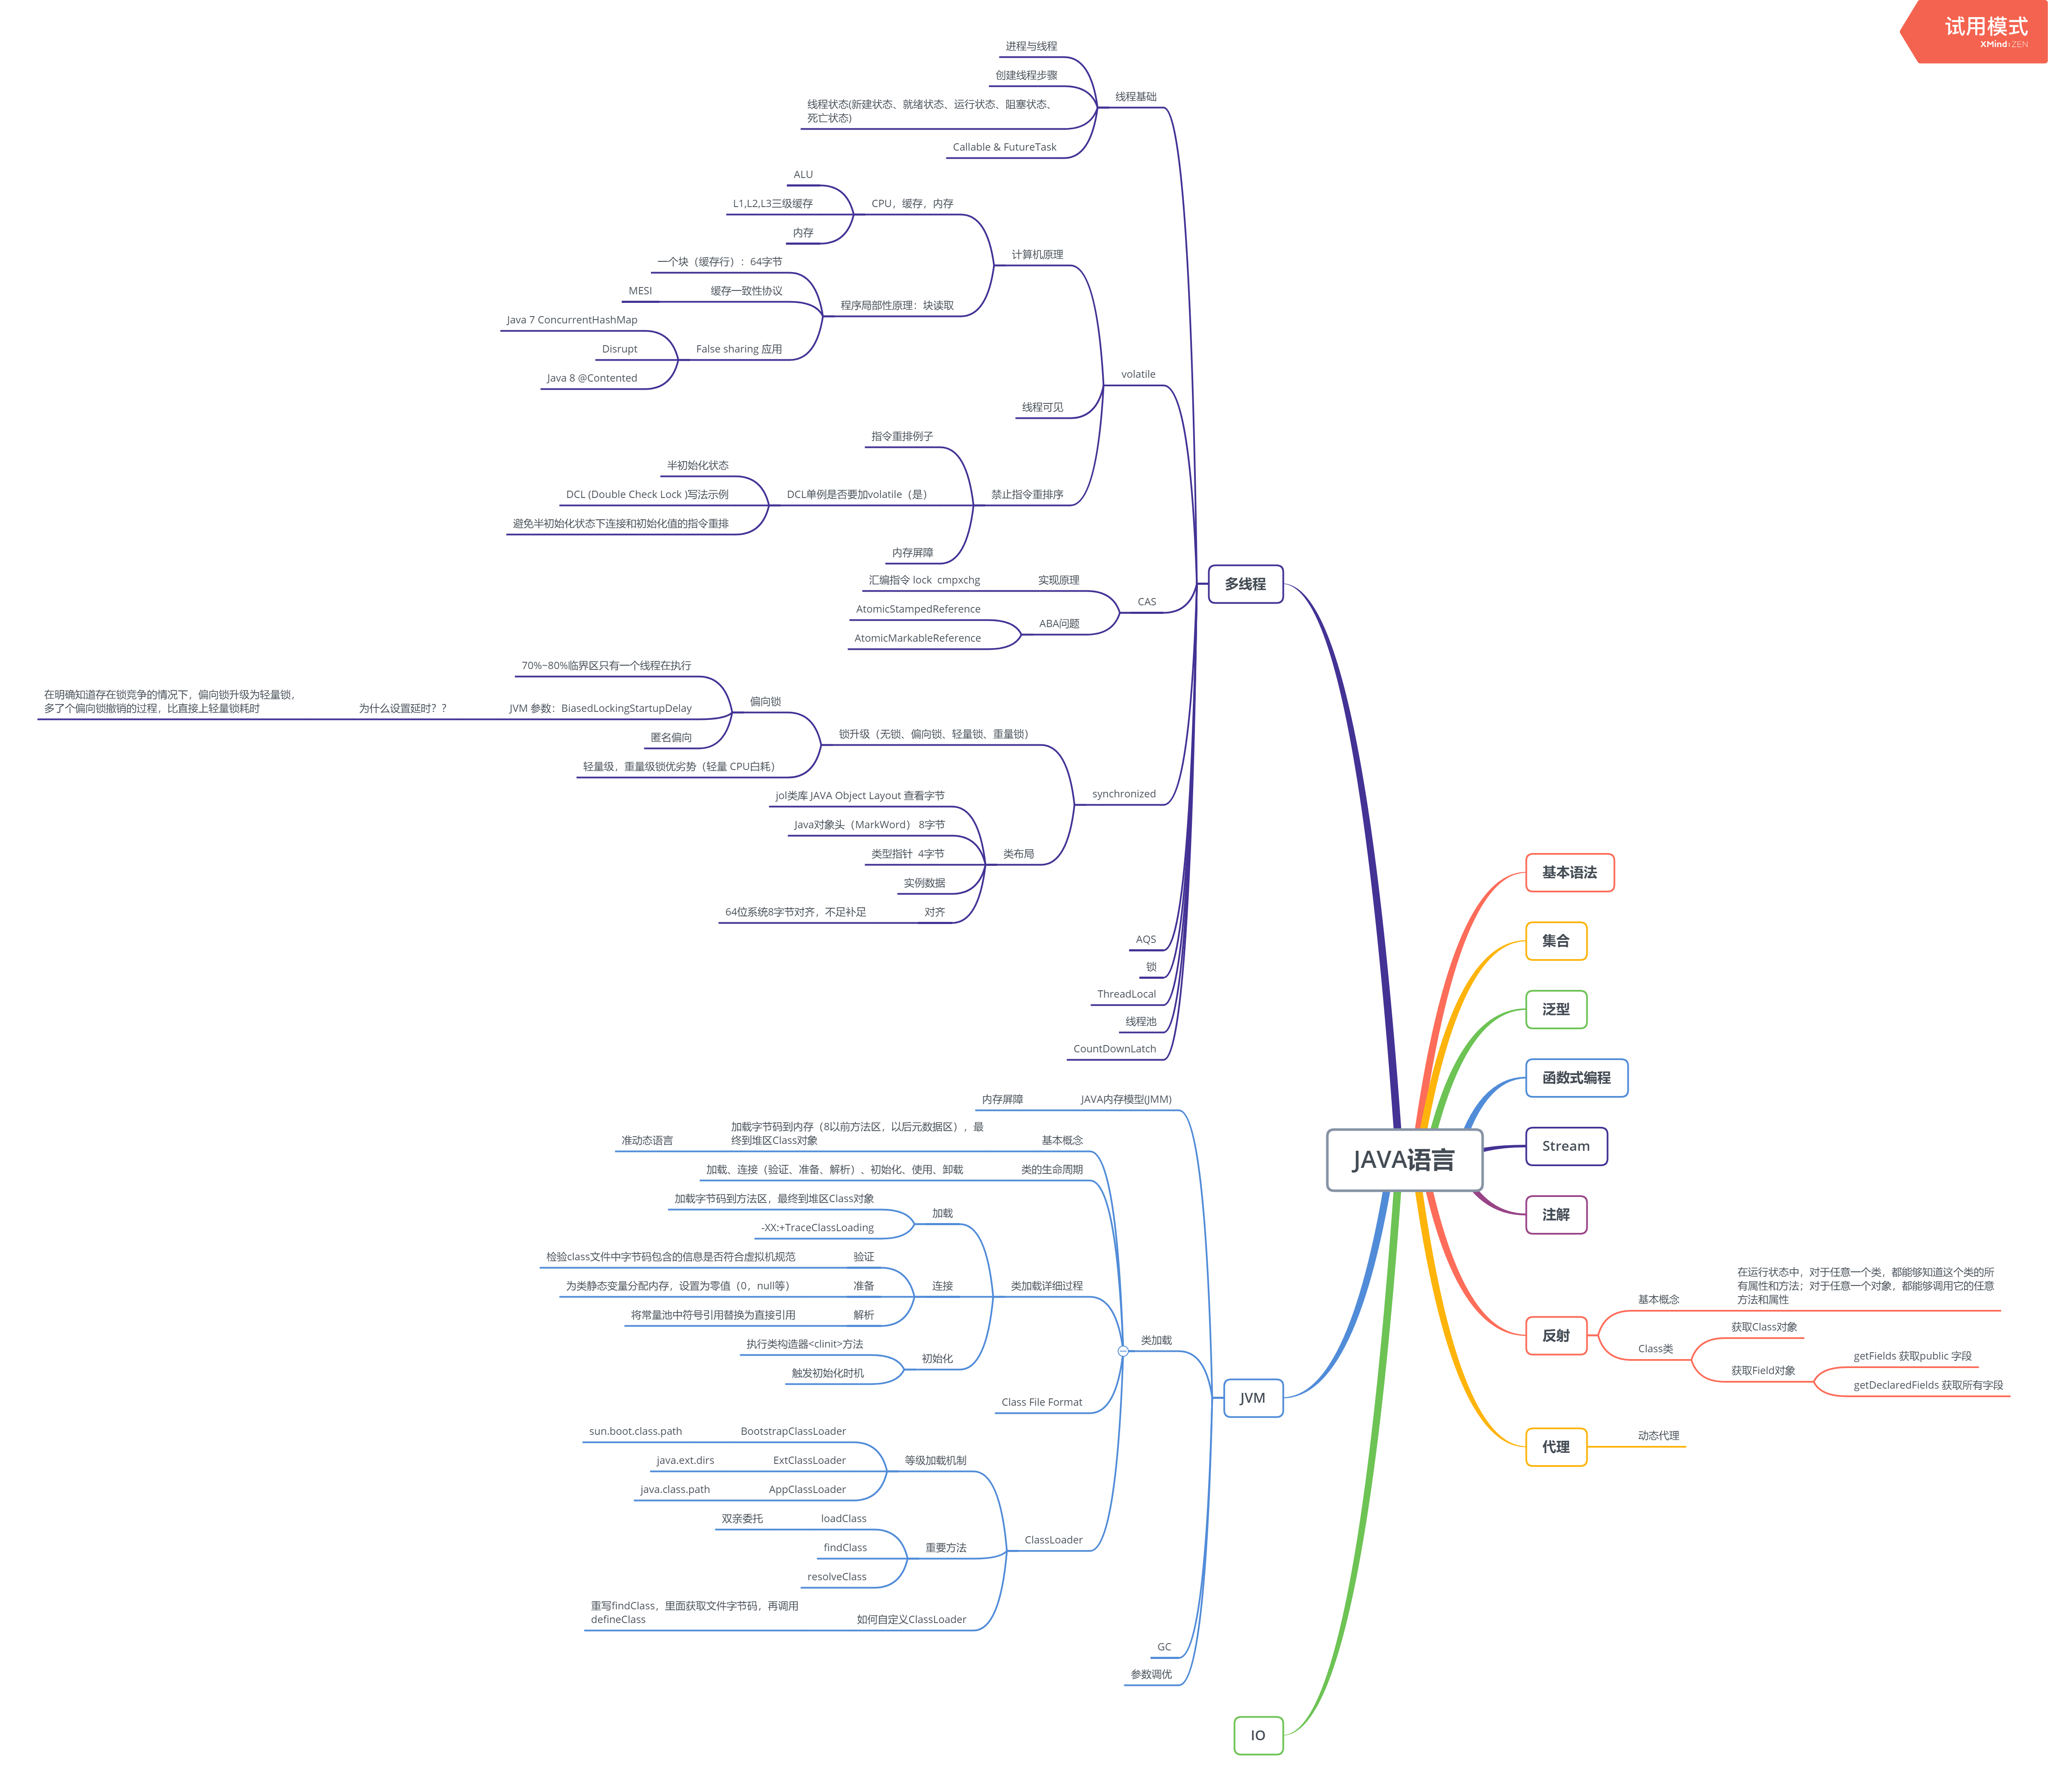 试用模式
XMind:ZEN
JAVA语言
多线程
线程基础
进程与线程
创建线程步骤
线程状态(新建状态、就绪状态、运行状态、阻塞状态、
死亡状态)
Callable & FutureTask
volatile
计算机原理
CPU，缓存，内存
ALU
L1,L2,L3三级缓存
内存
程序局部性原理：块读取
一个块（缓存行）：64字节
缓存一致性协议
MESI
False sharing 应用
Java 7 ConcurrentHashMap
Disrupt
Java 8 @Contented
线程可见
禁止指令重排序
指令重排例子
DCL单例是否要加volatile（是）
半初始化状态
DCL (Double Check Lock )写法示例
避免半初始化状态下连接和初始化值的指令重排
内存屏障
CAS
实现原理
汇编指令 lock  cmpxchg
ABA问题
AtomicStampedReference
AtomicMarkableReference
synchronized
锁升级（无锁、偏向锁、轻量锁、重量锁）
偏向锁
70%~80%临界区只有一个线程在执行
JVM 参数：BiasedLockingStartupDelay
为什么设置延时？？
在明确知道存在锁竞争的情况下，偏向锁升级为轻量锁，
多了个偏向锁撤销的过程，比直接上轻量锁耗时
匿名偏向
轻量级，重量级锁优劣势（轻量 CPU白耗）
类布局
jol类库 JAVA Object Layout 查看字节
Java对象头（MarkWord） 8字节
类型指针  4字节
实例数据
对齐
64位系统8字节对齐，不足补足
AQS
锁
ThreadLocal
线程池
CountDownLatch
JVM
JAVA内存模型(JMM)
内存屏障
类加载
基本概念
加载字节码到内存（8以前方法区，以后元数据区），最
终到堆区Class对象
准动态语言
类的生命周期
加载、连接（验证、准备、解析）、初始化、使用、卸载
类加载详细过程
加载
加载字节码到方法区，最终到堆区Class对象
-XX:+TraceClassLoading
连接
验证
检验class文件中字节码包含的信息是否符合虚拟机规范
准备
为类静态变量分配内存，设置为零值（0，null等）
解析
将常量池中符号引用替换为直接引用
初始化
执行类构造器<clinit>方法
触发初始化时机
Class File Format
ClassLoader
等级加载机制
BootstrapClassLoader
sun.boot.class.path
ExtClassLoader
java.ext.dirs
AppClassLoader
java.class.path
重要方法
loadClass
双亲委托
findClass
resolveClass
如何自定义ClassLoader
重写findClass，里面获取文件字节码，再调用
defineClass
GC
参数调优
IO
基本语法
集合
泛型
函数式编程
Stream
注解
反射
基本概念
在运行状态中，对于任意一个类，都能够知道这个类的所
有属性和方法；对于任意一个对象，都能够调用它的任意
方法和属性
Class类
获取Class对象
获取Field对象
getFields 获取public 字段
getDeclaredFields 获取所有字段
代理
动态代理